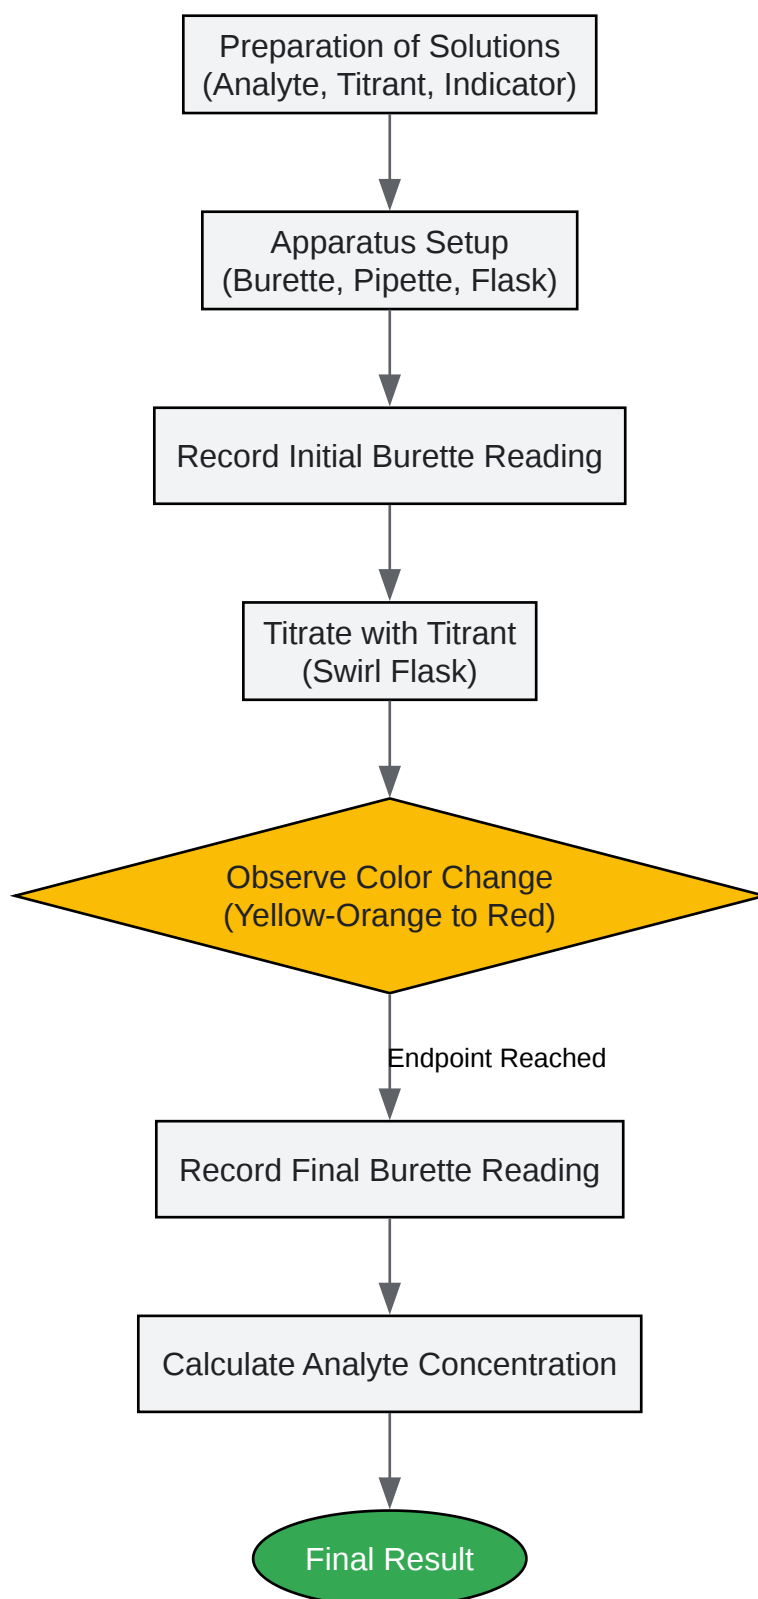 Preparation of Solutions
(Analyte, Titrant, Indicator)
Apparatus Setup
(Burette, Pipette, Flask)
Record Initial Burette Reading
Titrate with Titrant
(Swirl Flask)
Observe Color Change
(Yellow-Orange to Red)
Endpoint Reached
Record Final Burette Reading
Calculate Analyte Concentration
Final Result